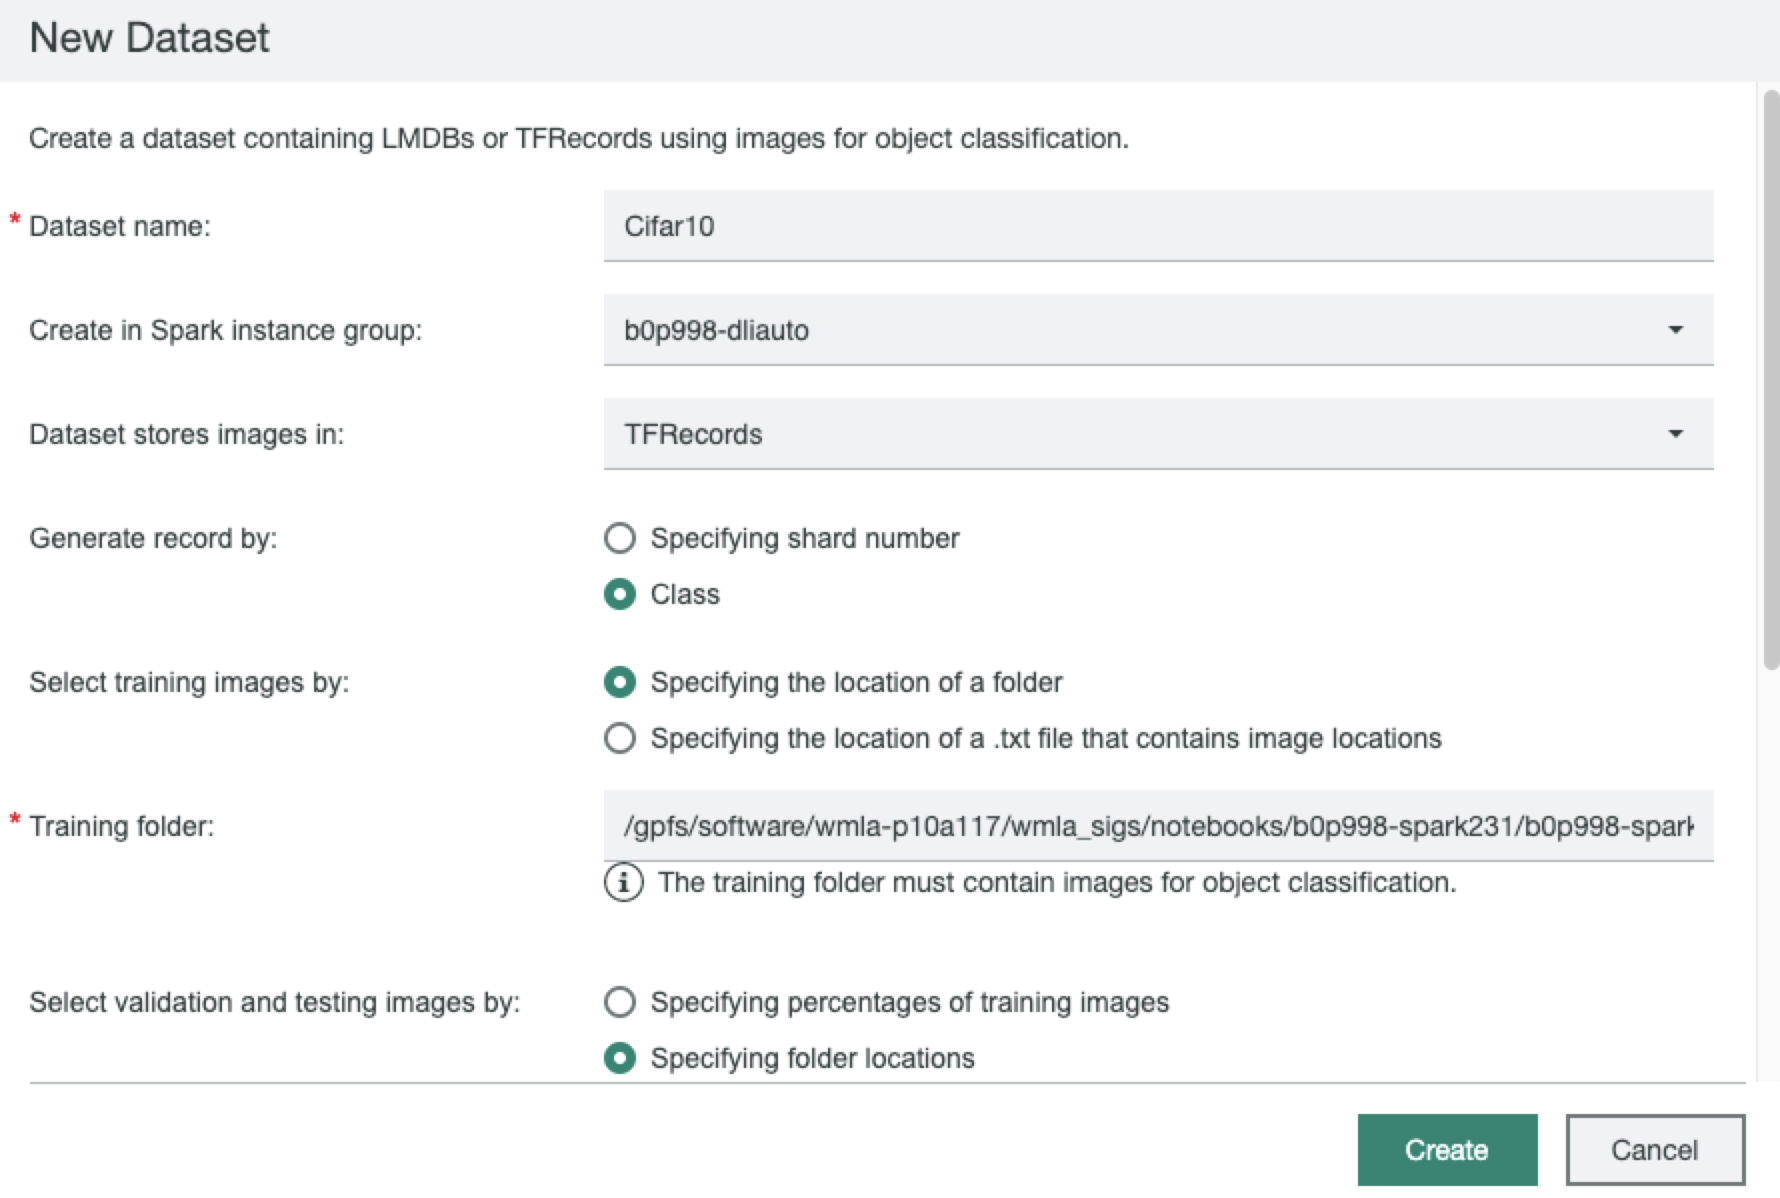 New Dataset
Create a dataset containing LMDBs or TFRecords using images for object classification.
* Dataset name: Cifar10
Create in Spark instance group: b0p998-dliauto
Dataset stores images in: TFRecords
Generate record by: Specifying shard number
Class
Select training images by: Specifying the location of a folder
Specifying the location of a .txt file that contains image locations
* Training folder: /gpfs/software/wmla-p10a117/wmla_sigs/notebooks/b0p998-spark231/b0p998-spark
The training folder must contain images for object classification.
Select validation and testing images by: Specifying percentages of training images
Specifying folder locations
Create Cancel